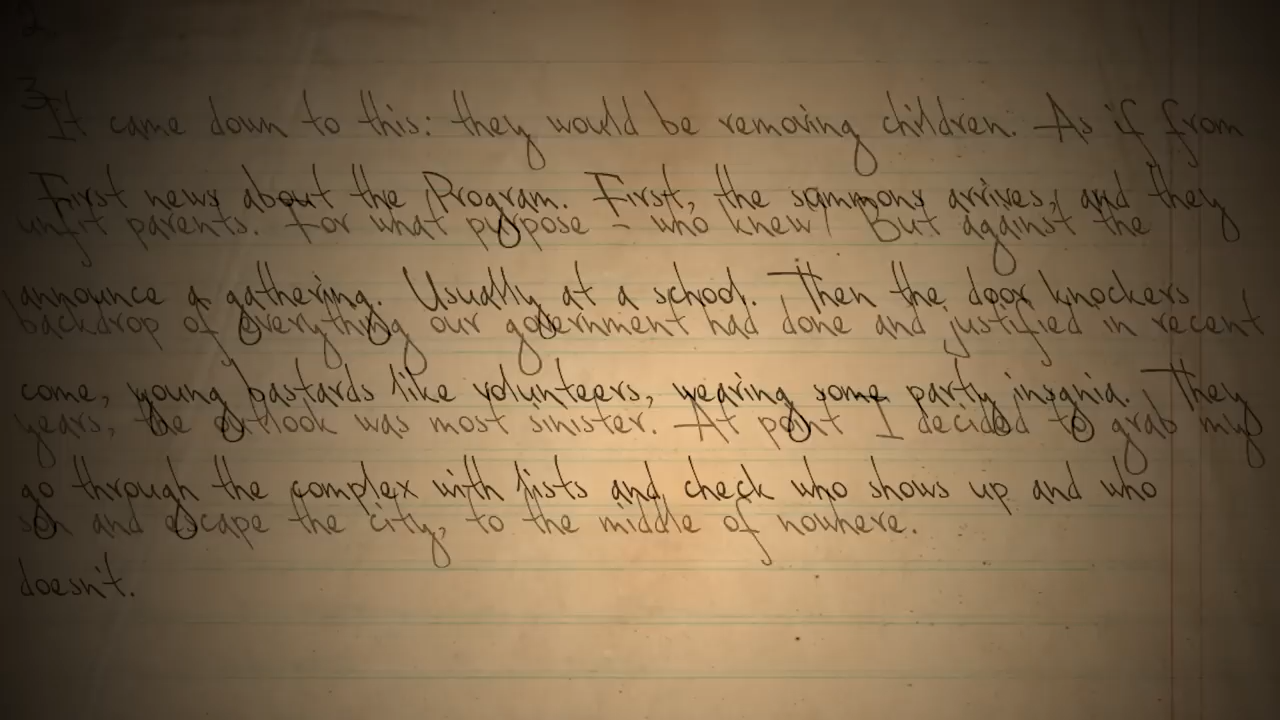 2.
3
It came down to this: they would be removing children. As if from
First news about the Program. First, the summons arrives, and they
unfit parents. For what purpose - who knew! But against the
announce a gathering. Usually at a school. Then the door knockers
backdrop of everything our government had done and justified in recent
come, young bastards like volunteers, wearing some party insignia. They
years, the outlook was most sinister. At point I decided to grab my
go through the complex with lists and check who shows up and who
son and escape the city, to the middle of nowhere.
doesn't.